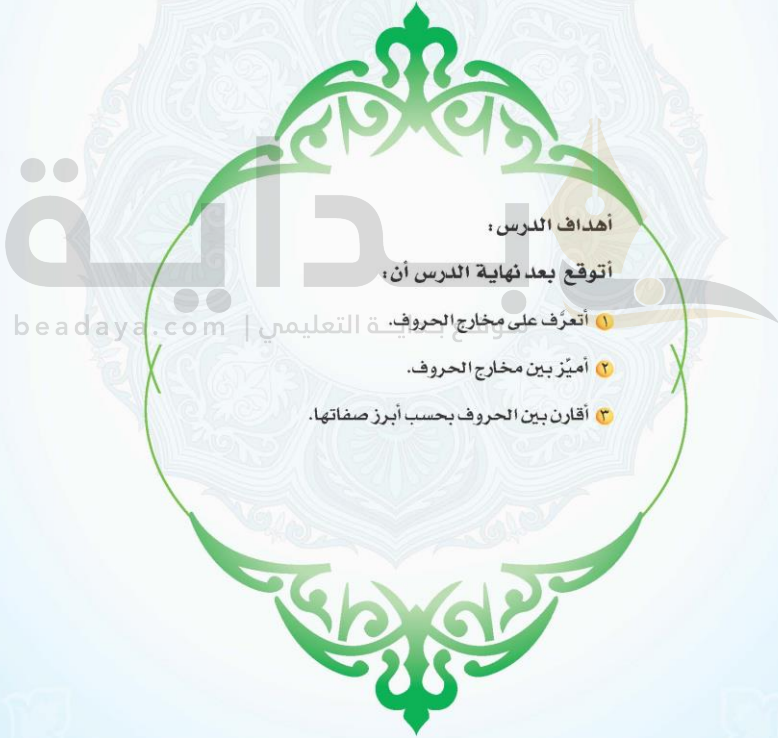 أهداف الدرس :
أتوقع بعد نهاية الدرس أن :
١ أتعرَّف على مخارج الحروف.
٢ أميّز بين مخارج الحروف.
٣ أقارن بين الحروف بحسب أبرز صفاتها.
بداية
beadaya.com | موقع بداية التعليمي